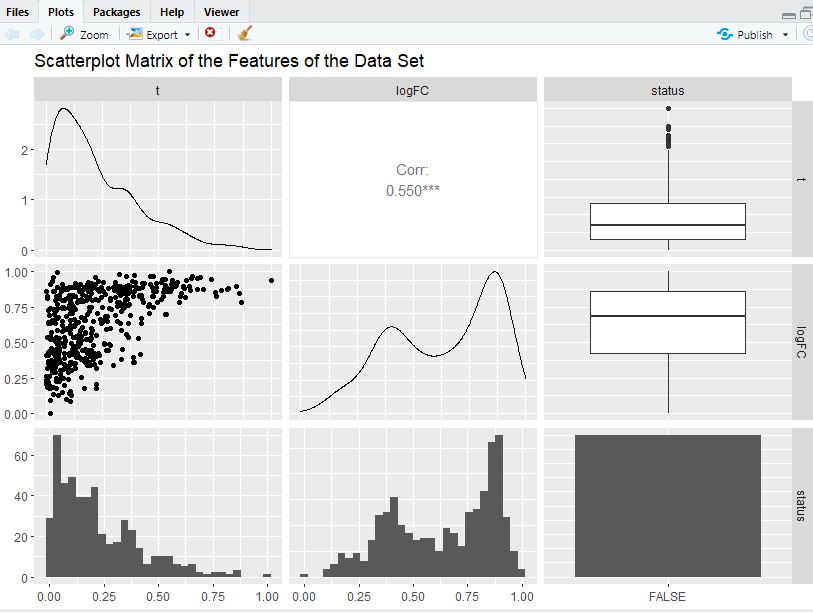 Files Plots Packages Help Viewer
Zoom Export Publish
Scatterplot Matrix of the Features of the Data Set
t logFC status
2
1
0
Corr:
0.550***
t
1.00
0.75
0.50
0.25
0.00
logFC
60
40
20
0
status
0.00 0.25 0.50 0.75 1.00 0.00 0.25 0.50 0.75 1.00 FALSE